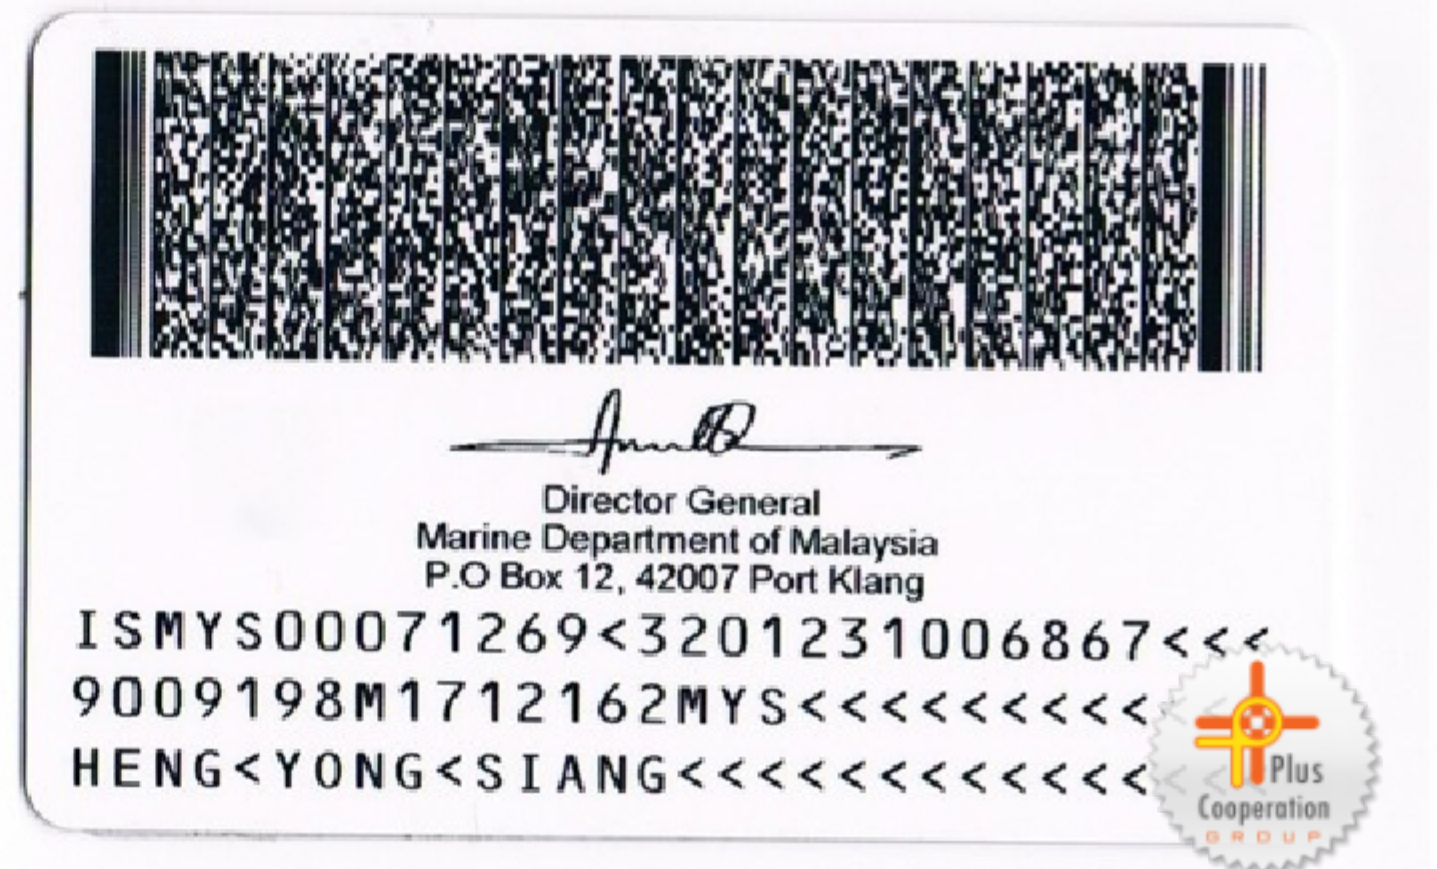 Director General
Marine Department of Malaysia
P.O Box 12, 42007 Port Klang
ISMYS00071269<3201231006867<<<
9009198M1712162MYS<<<<<<<<<<<
HENG<YONG<SIANG<<<<<<<<<<<<<<
Plus
Cooperation
GROUP